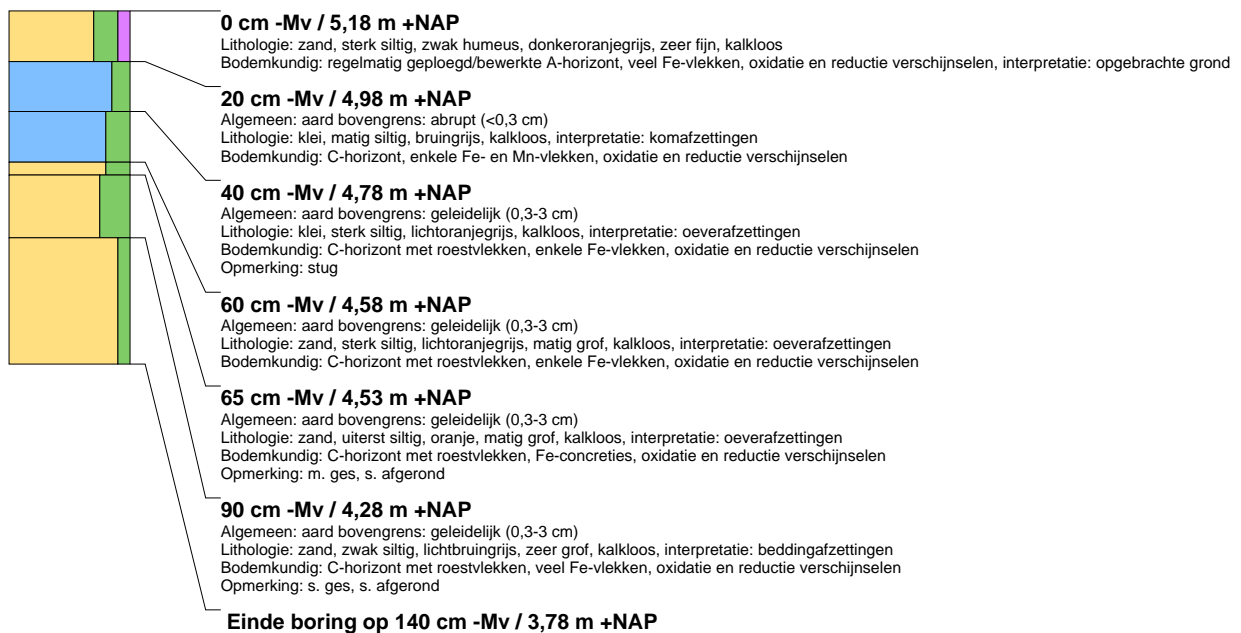 0 cm -Mv / 5,18 m +NAP
Lithologie: zand, sterk siltig, zwak humeus, donkeroranjegrijs, zeer fijn, kalkloos
Bodemkundig: regelmatig geploegd/bewerkte A-horizont, veel Fe-vlekken, oxidatie en reductie verschijnselen, interpretatie: opgebrachte grond
20 cm -Mv / 4,98 m +NAP
Algemeen: aard bovengrens: abrupt (<0,3 cm)
Lithologie: klei, matig siltig, bruingrijs, kalkloos, interpretatie: komafzettingen
Bodemkundig: C-horizont, enkele Fe- en Mn-vlekken, oxidatie en reductie verschijnselen
40 cm -Mv / 4,78 m +NAP
Algemeen: aard bovengrens: geleidelijk (0,3-3 cm)
Lithologie: klei, sterk siltig, lichtoranjegrijs, kalkloos, interpretatie: oeverafzettingen
Bodemkundig: C-horizont met roestvlekken, enkele Fe-vlekken, oxidatie en reductie verschijnselen
Opmerking: stug
60 cm -Mv / 4,58 m +NAP
Algemeen: aard bovengrens: geleidelijk (0,3-3 cm)
Lithologie: zand, sterk siltig, lichtoranjegrijs, matig grof, kalkloos, interpretatie: oeverafzettingen
Bodemkundig: C-horizont met roestvlekken, enkele Fe-vlekken, oxidatie en reductie verschijnselen
65 cm -Mv / 4,53 m +NAP
Algemeen: aard bovengrens: geleidelijk (0,3-3 cm)
Lithologie: zand, uiterst siltig, oranje, matig grof, kalkloos, interpretatie: oeverafzettingen
Bodemkundig: C-horizont met roestvlekken, Fe-concreties, oxidatie en reductie verschijnselen
Opmerking: m. ges, s. afgerond
90 cm -Mv / 4,28 m +NAP
Algemeen: aard bovengrens: geleidelijk (0,3-3 cm)
Lithologie: zand, zwak siltig, lichtbruingrijs, zeer grof, kalkloos, interpretatie: beddingafzettingen
Bodemkundig: C-horizont met roestvlekken, veel Fe-vlekken, oxidatie en reductie verschijnselen
Opmerking: s. ges, s. afgerond
Einde boring op 140 cm -Mv / 3,78 m +NAP